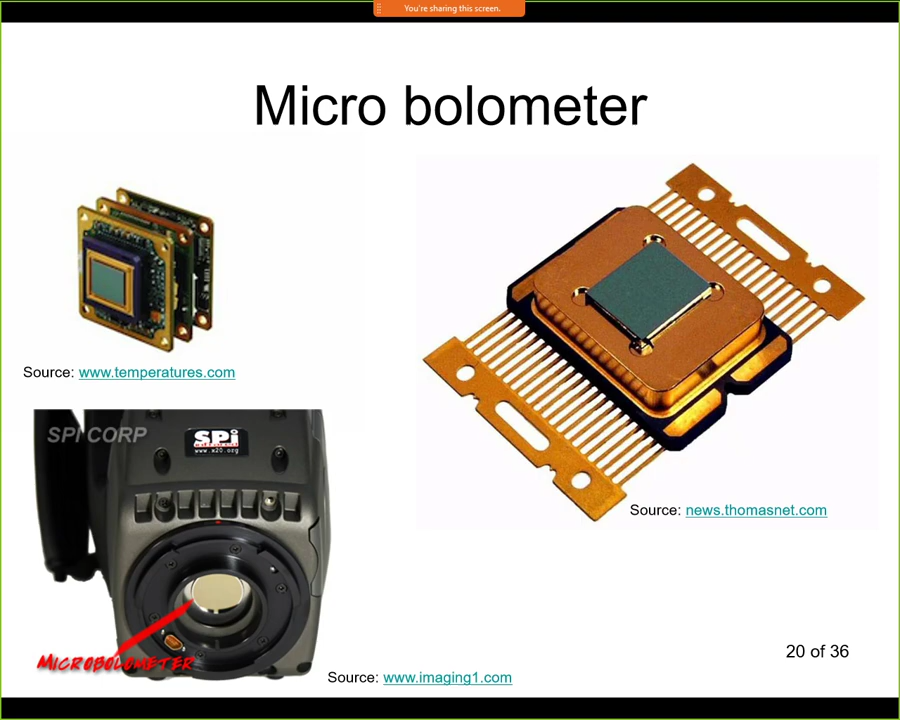 You're sharing this screen.
Micro bolometer
Source: www.temperatures.com
SPI CORP
SPi
www.x20.org
MICROBOLOMETER
Source: news.thomasnet.com
20 of 36
Source: www.imaging1.com